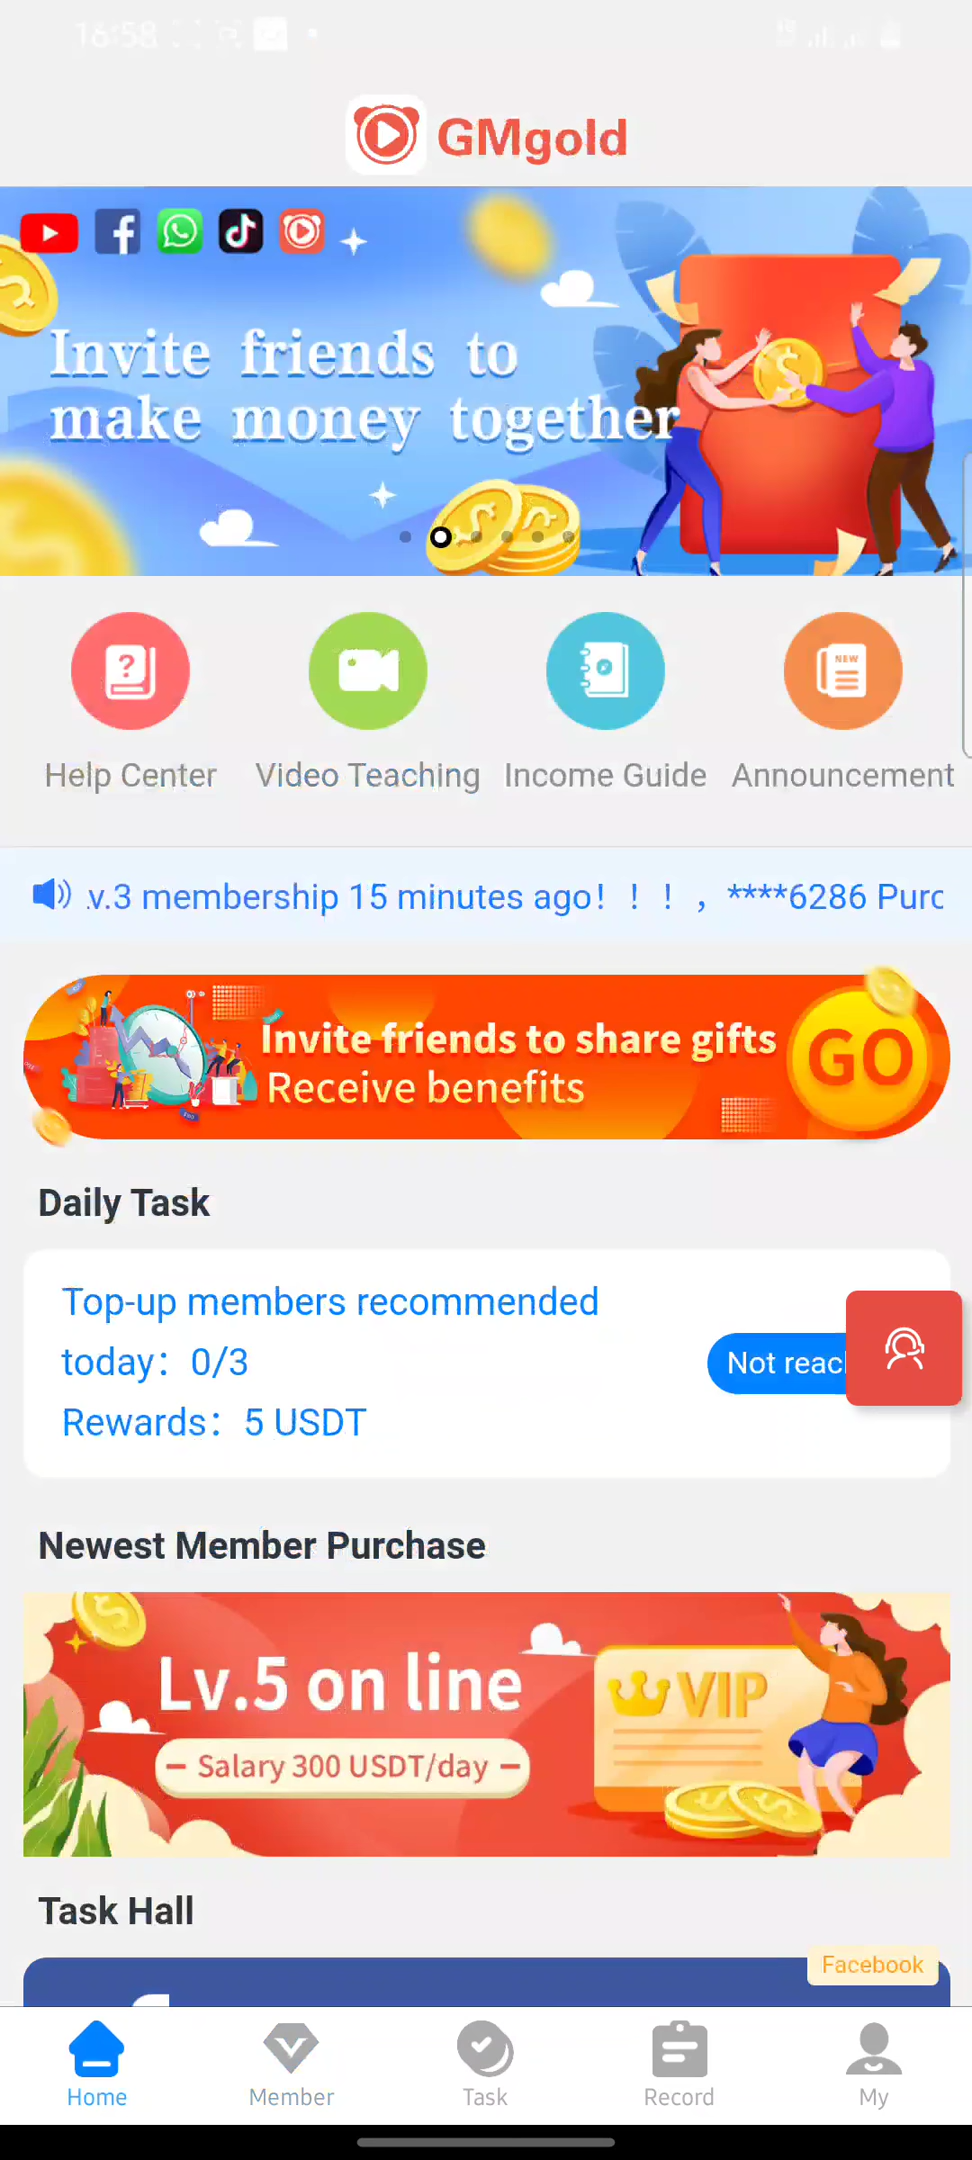 16:58
GMgold
Invite friends to
make money together
Help Center
Video Teaching
Income Guide
NEW
Announcement
.v.3 membership 15 minutes ago！！！，****6286 Purc
Invite friends to share gifts
Receive benefits
GO
Daily Task
Top-up members recommended
today：0/3
Rewards：5 USDT
Not reac
Newest Member Purchase
Lv.5 on line
VIP
– Salary 300 USDT/day –
Task Hall
Facebook
Home
Member
Task
Record
My